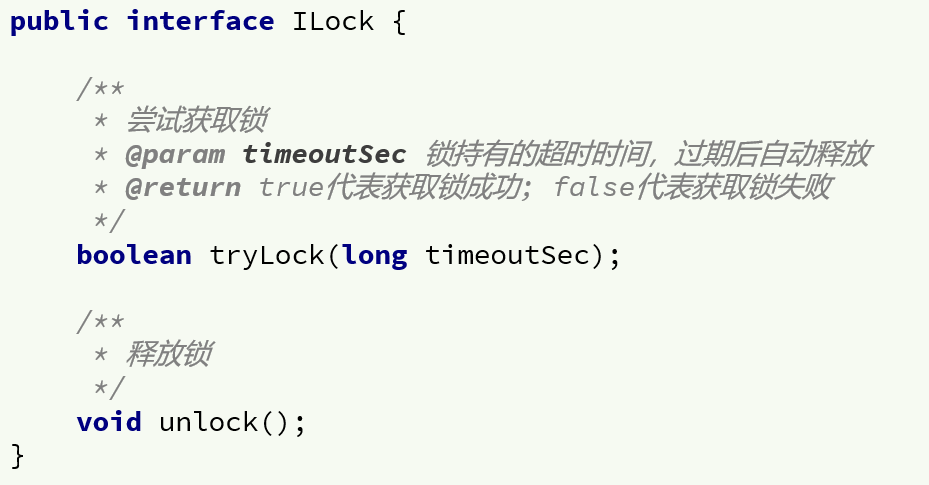 public interface ILock {
/**
* 尝试获取锁
* @param timeoutSec 锁持有的超时时间，过期后自动释放
* @return true代表获取锁成功; false代表获取锁失败
*/
boolean tryLock(long timeoutSec);
/**
* 释放锁
*/
void unlock();
}